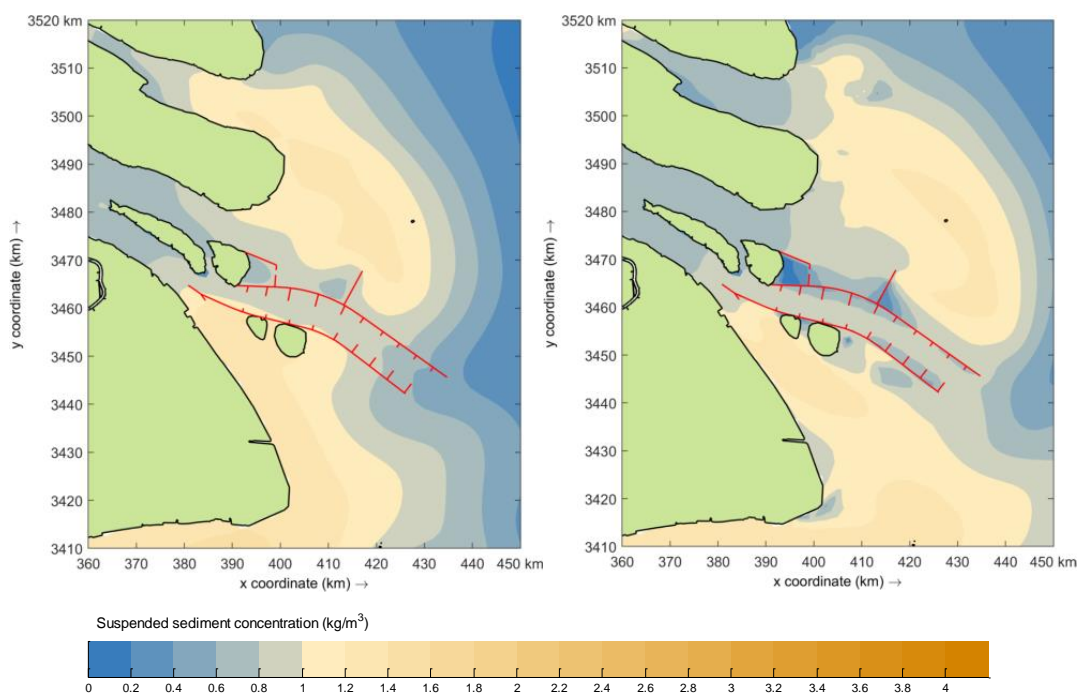 3520 km
3510
3500
3490
3480
3470
3460
3450
3440
3430
3420
3410
y coordinate (km) →
360 370 380 390 400 410 420 430 440 450 km
x coordinate (km) →
3520 km
3510
3500
3490
3480
3470
3460
3450
3440
3430
3420
3410
y coordinate (km) →
360 370 380 390 400 410 420 430 440 450 km
x coordinate (km) →
Suspended sediment concentration (kg/m³)
0 0.2 0.4 0.6 0.8 1 1.2 1.4 1.6 1.8 2 2.2 2.4 2.6 2.8 3 3.2 3.4 3.6 3.8 4